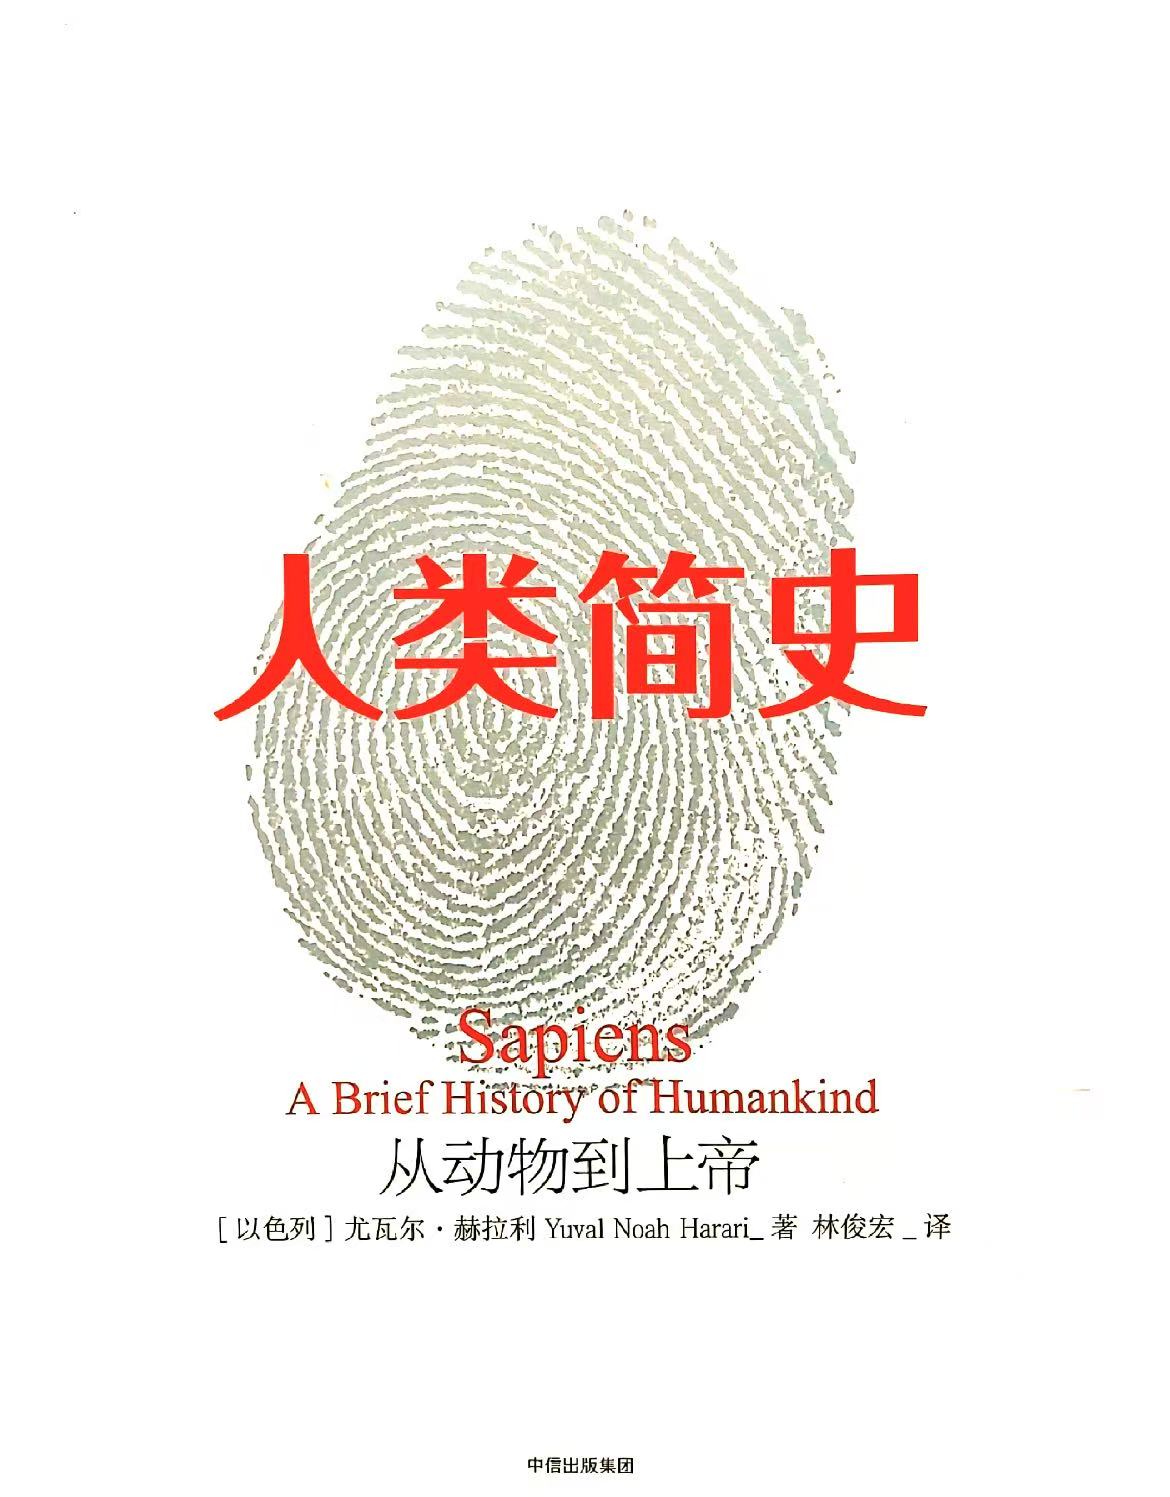 人类简史
Sapiens
A Brief History of Humankind
从动物到上帝
[以色列]尤瓦尔·赫拉利 Yuval Noah Harari_著 林俊宏_译
中信出版集团